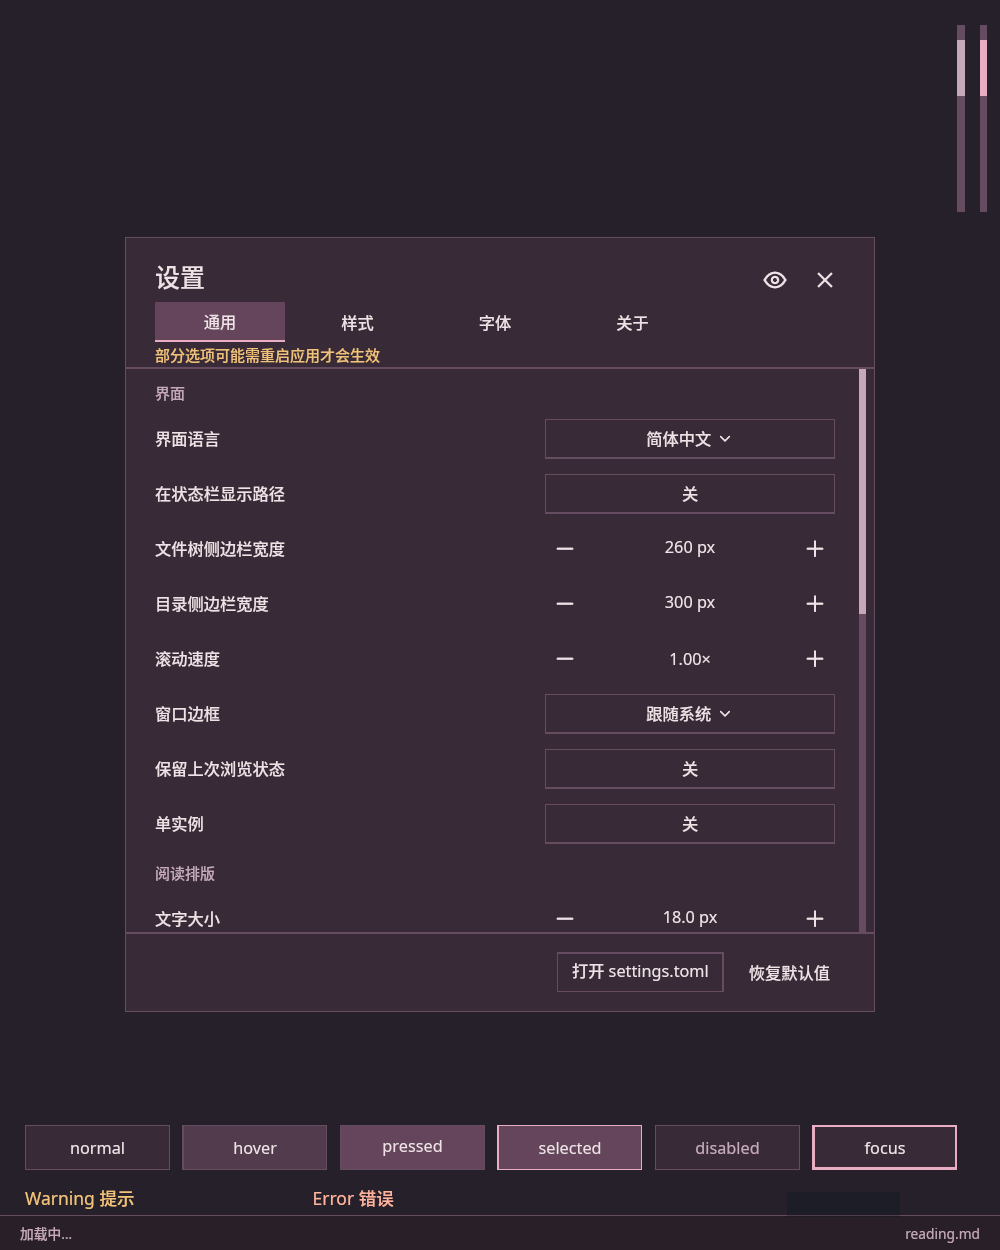 设置
通用 样式 字体 关于
部分选项可能需重启应用才会生效
界面
界面语言 简体中文
在状态栏显示路径 关
文件树侧边栏宽度 260 px
目录侧边栏宽度 300 px
滚动速度 1.00×
窗口边框 跟随系统
保留上次浏览状态 关
单实例 关
阅读排版
文字大小 18.0 px
打开 settings.toml 恢复默认值
normal hover pressed selected disabled focus
Warning 提示 Error 错误
加载中... reading.md